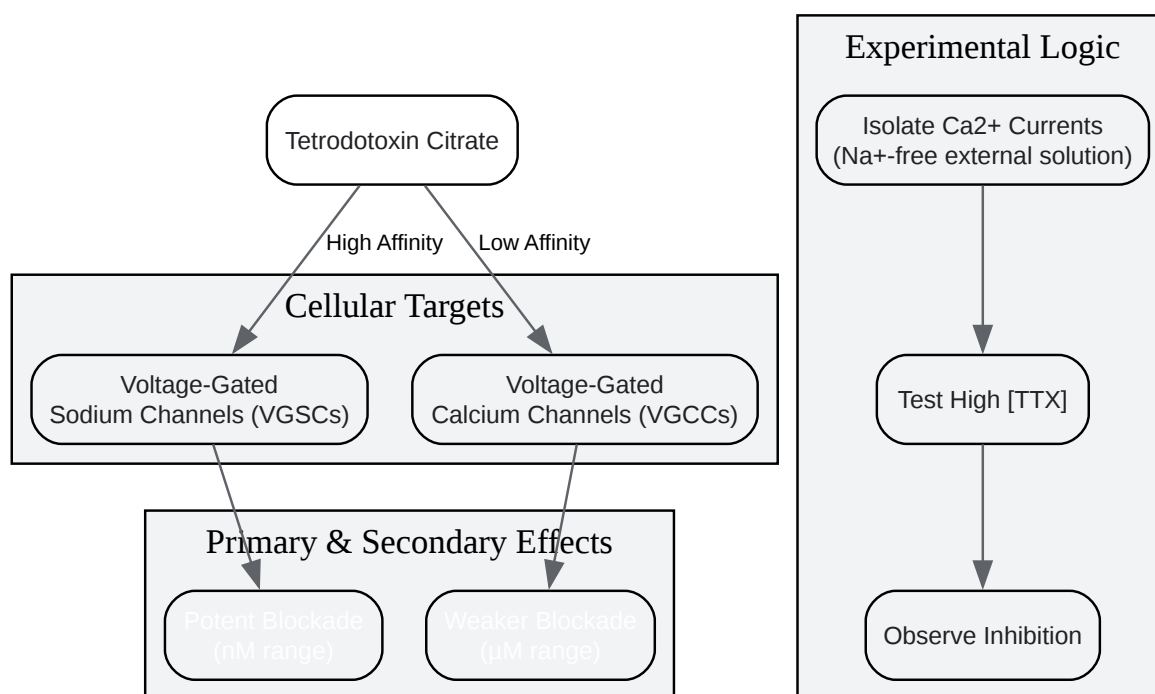 Tetrodotoxin Citrate
High Affinity
Low Affinity
Cellular Targets
Voltage-Gated
Sodium Channels (VGSCs)
Voltage-Gated
Calcium Channels (VGCCs)
Primary & Secondary Effects
Potent Blockade
(nM range)
Weaker Blockade
(µM range)
Experimental Logic
Isolate Ca2+ Currents
(Na+-free external solution)
Test High [TTX]
Observe Inhibition